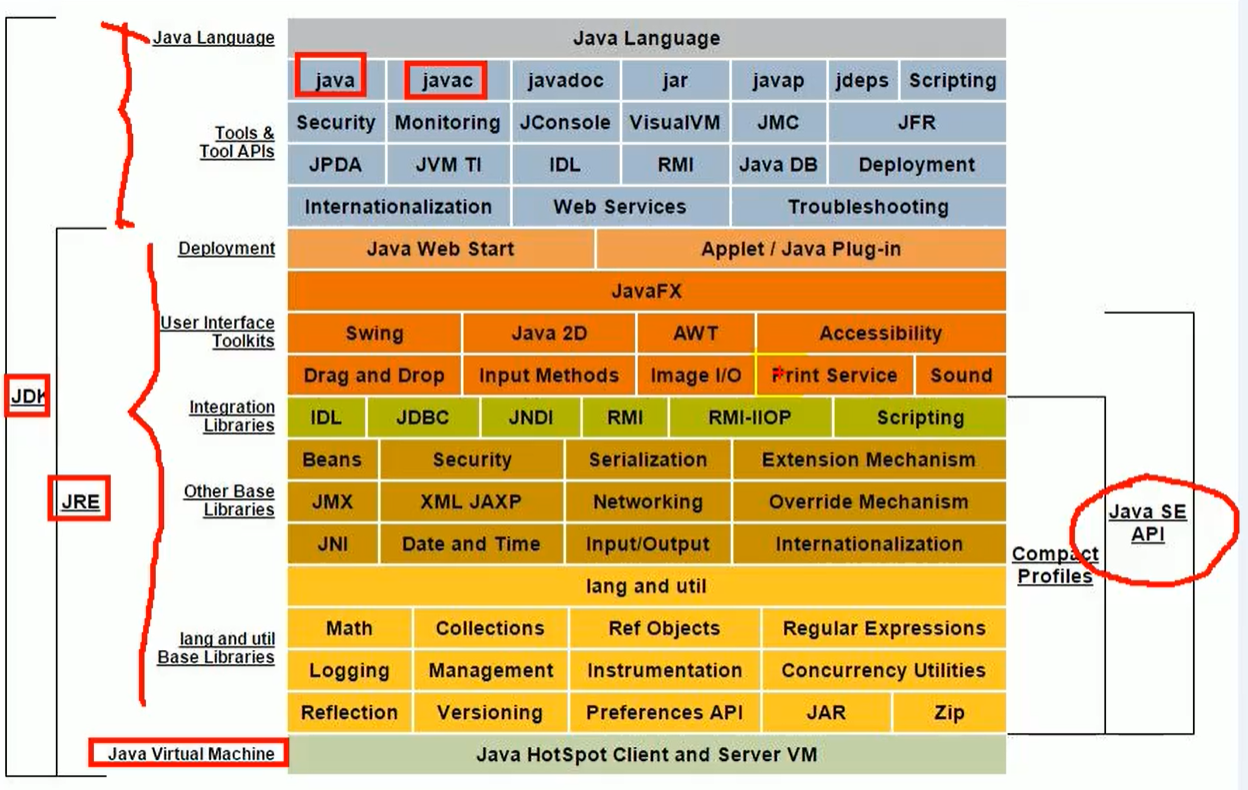 Java Language Java Language
java javac javadoc jar javap jdeps Scripting
Tools & Tool APIs
Security Monitoring JConsole VisualVM JMC JFR
JPDA JVM TI IDL RMI Java DB Deployment
Internationalization Web Services Troubleshooting
Deployment Java Web Start Applet / Java Plug-in
JavaFX
User Interface Toolkits
Swing Java 2D AWT Accessibility
Drag and Drop Input Methods Image I/O Print Service Sound
JDK
Integration Libraries
IDL JDBC JNDI RMI RMI-IIOP Scripting
Beans Security Serialization Extension Mechanism
JRE
Other Base Libraries
JMX XML JAXP Networking Override Mechanism
Java SE API
JNI Date and Time Input/Output Internationalization
Compact Profiles
lang and util
lang and util Base Libraries
Math Collections Ref Objects Regular Expressions
Logging Management Instrumentation Concurrency Utilities
Reflection Versioning Preferences API JAR Zip
Java Virtual Machine Java HotSpot Client and Server VM